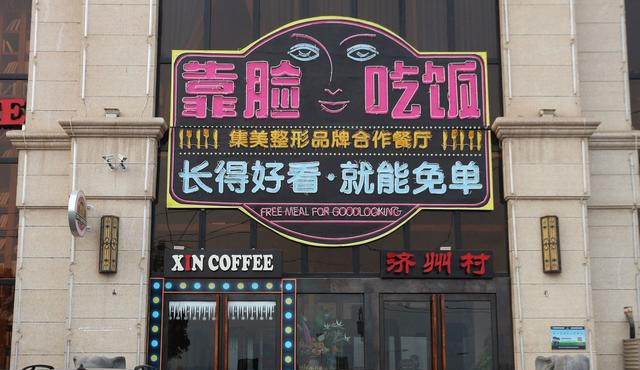 靠脸 吃饭
集美整形品牌合作餐厅
长得好看·就能免单
FREE MEAL FOR GOODLOOKING
XIN COFFEE
济州村
E